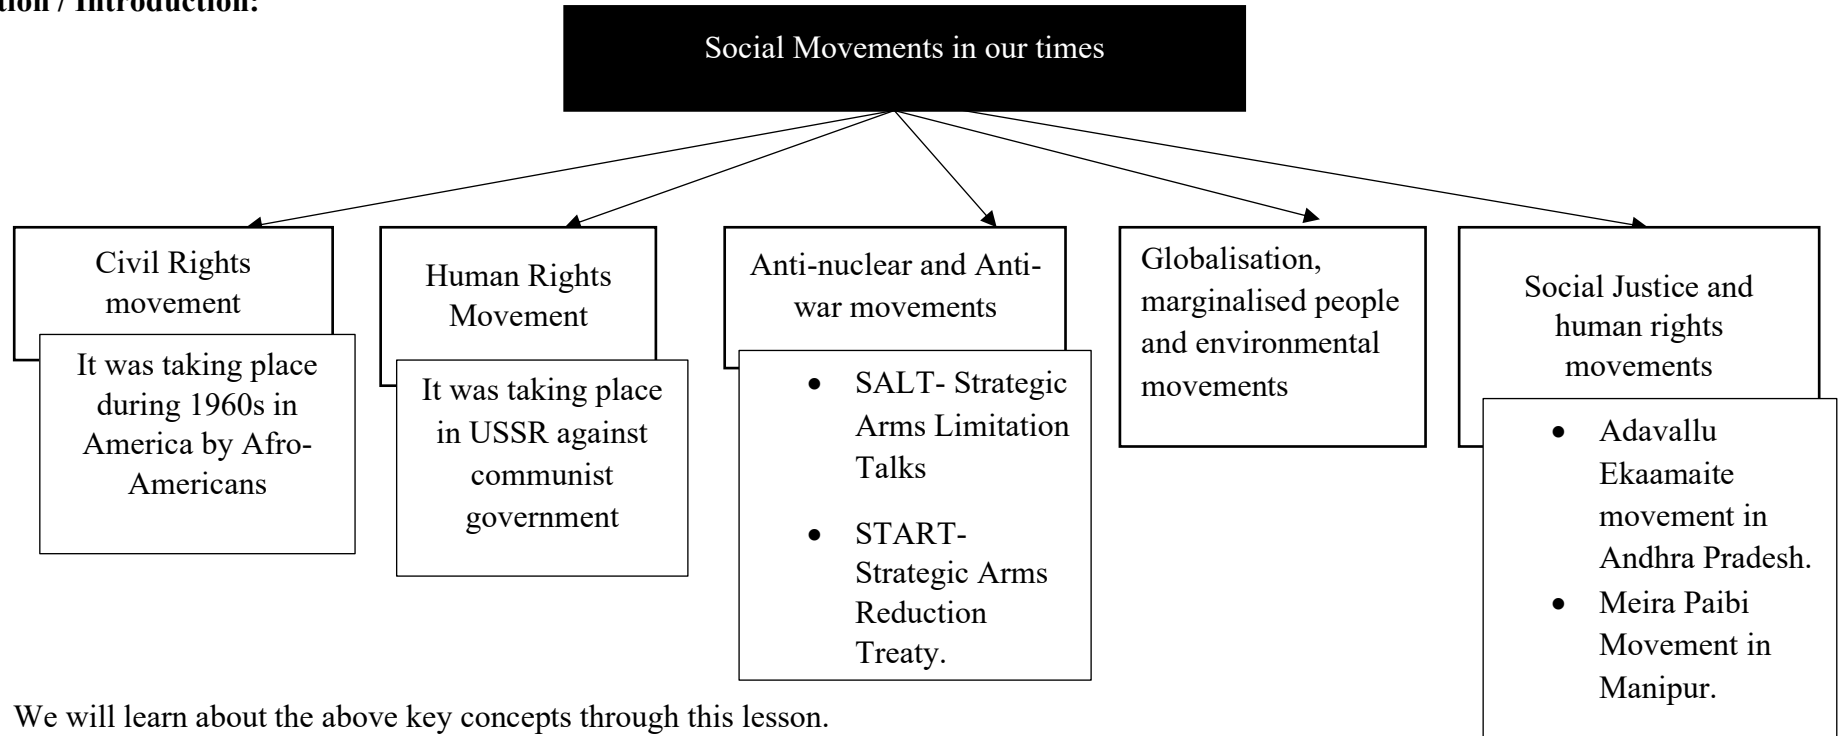 tion / Introduction:
Social Movements in our times
Civil Rights
movement
It was taking place
during 1960s in
America by Afro-
Americans
Human Rights
Movement
It was taking place
in USSR against
communist
government
Anti-nuclear and Anti-
war movements
• SALT- Strategic
Arms Limitation
Talks
• START-
Strategic Arms
Reduction
Treaty.
Globalisation,
marginalised people
and environmental
movements
Social Justice and
human rights
movements
• Adavallu
Ekaamaite
movement in
Andhra Pradesh.
• Meira Paibi
Movement in
Manipur.
We will learn about the above key concepts through this lesson.